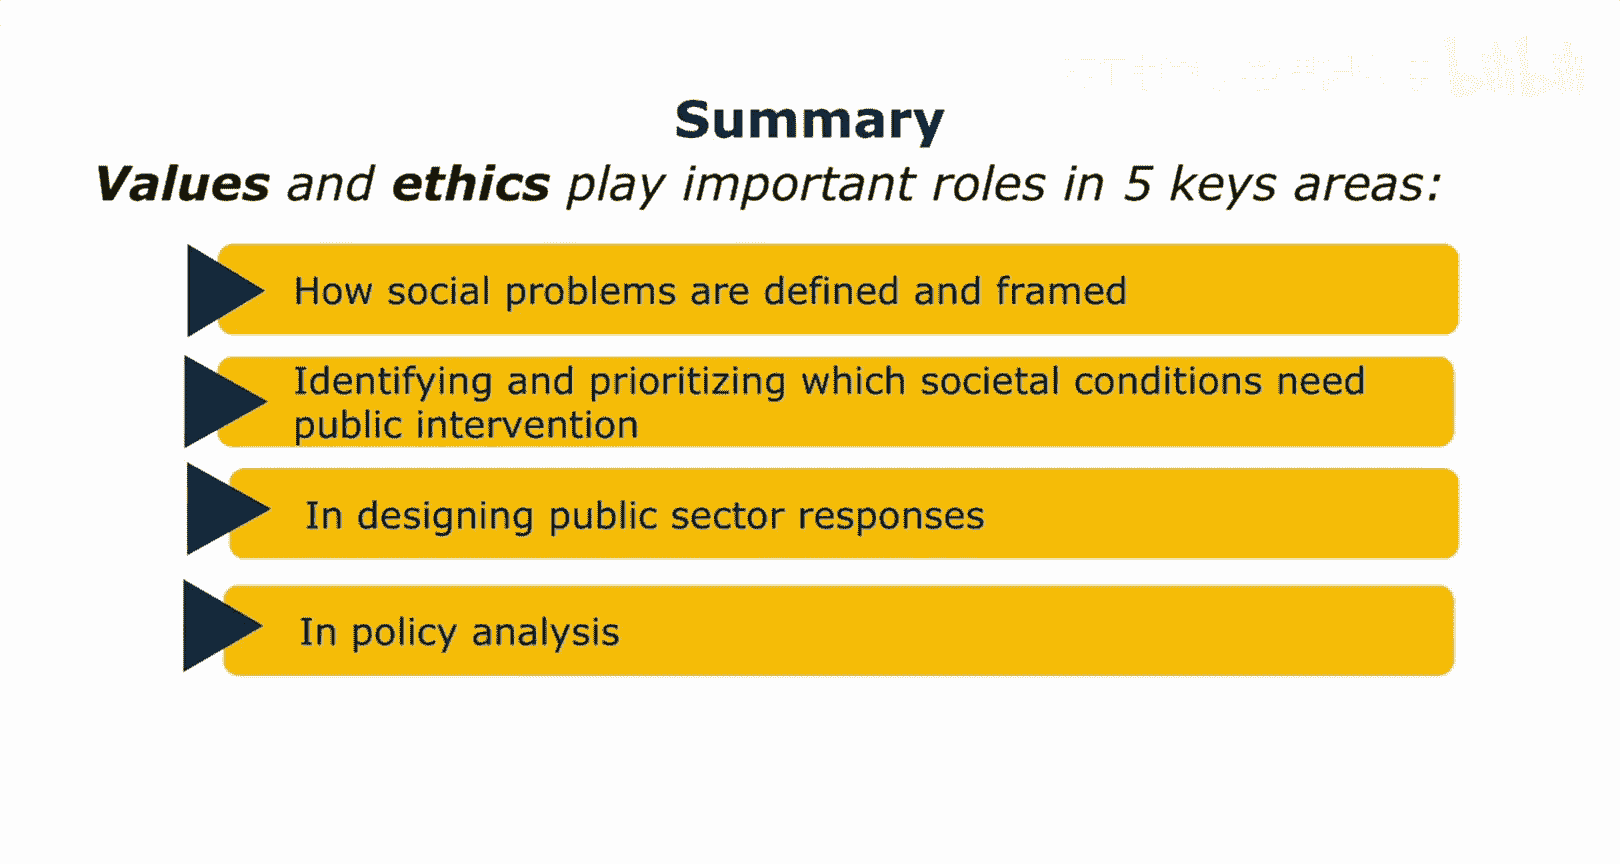 Summary
Values and ethics play important roles in 5 keys areas:
How social problems are defined and framed
Identifying and prioritizing which societal conditions need
public intervention
In designing public sector responses
In policy analysis